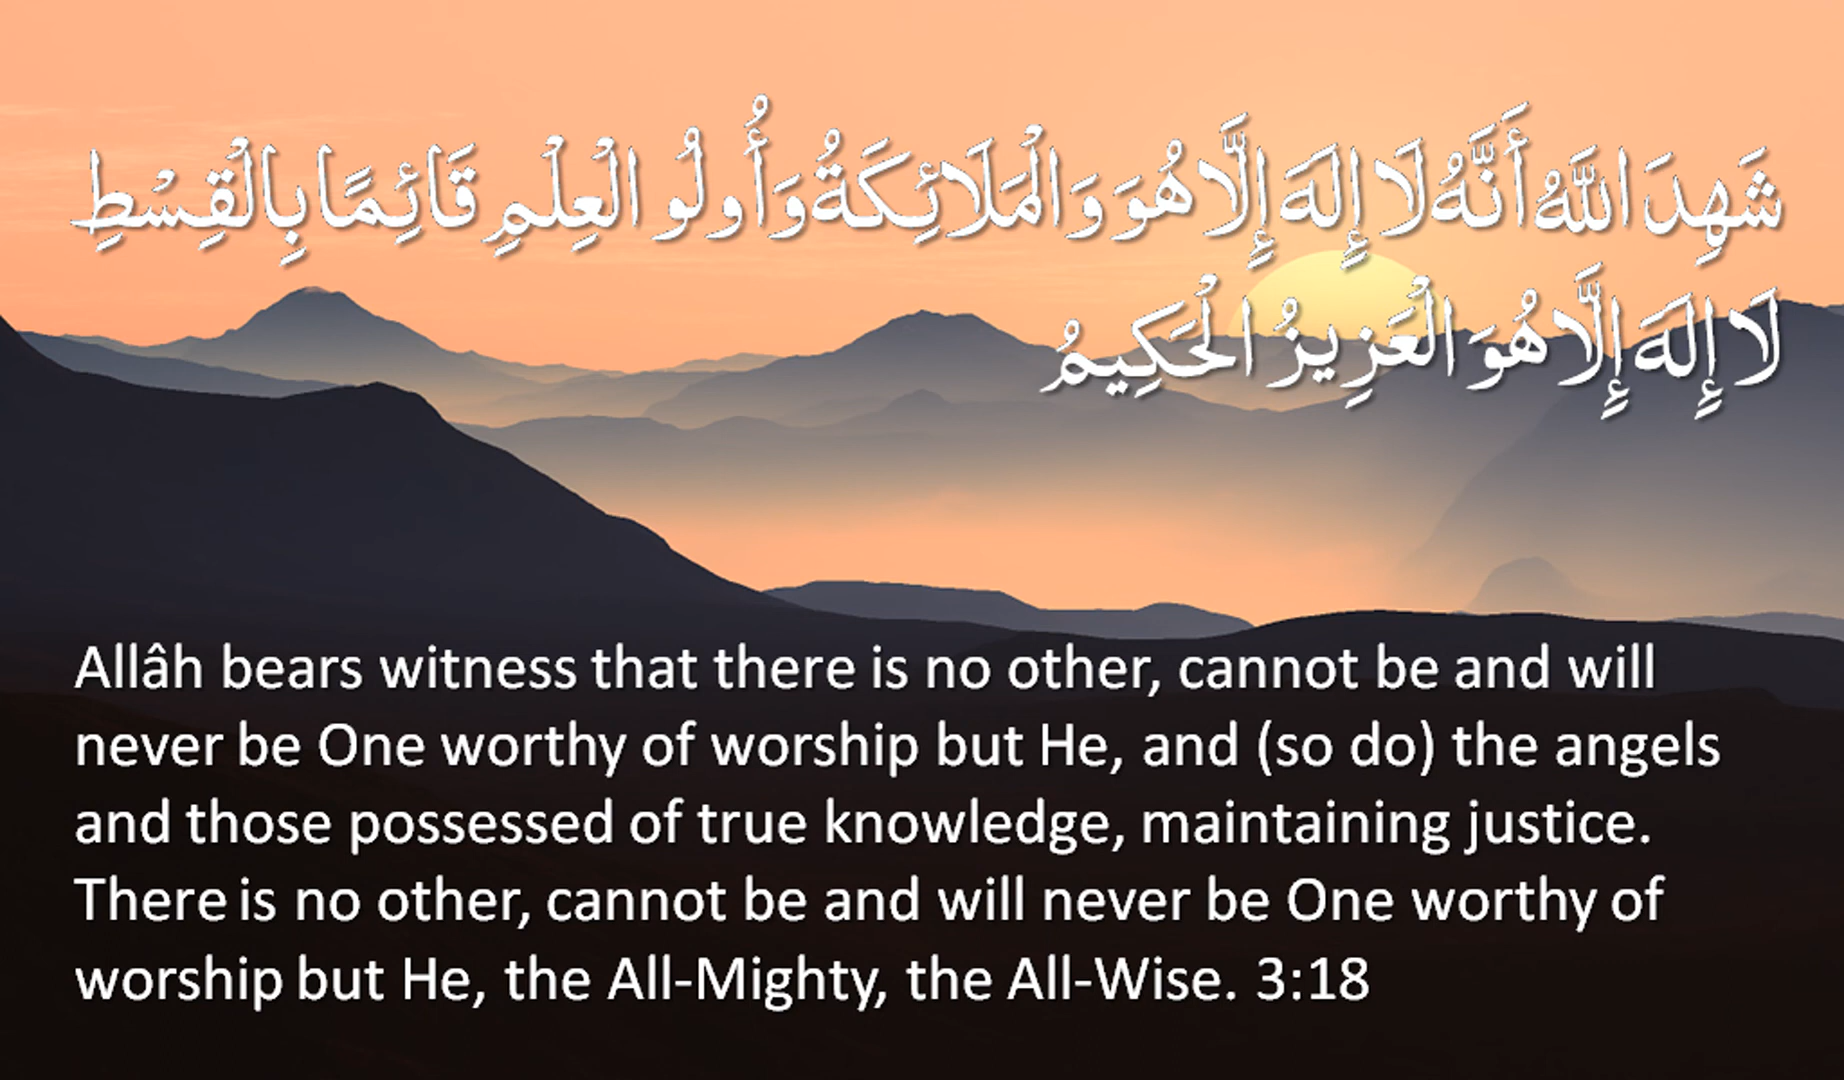 شَهِدَ اللَّهُ أَنَّهُ لَا إِلَهَ إِلَّا هُوَ وَالْمَلَائِكَةُ وَأُولُو الْعِلْمِ قَائِمًا بِالْقِسْطِ
لَا إِلَهَ إِلَّا هُوَ الْعَزِيزُ الْحَكِيمُ
Allâh bears witness that there is no other, cannot be and will
never be One worthy of worship but He, and (so do) the angels
and those possessed of true knowledge, maintaining justice.
There is no other, cannot be and will never be One worthy of
worship but He, the All-Mighty, the All-Wise. 3:18